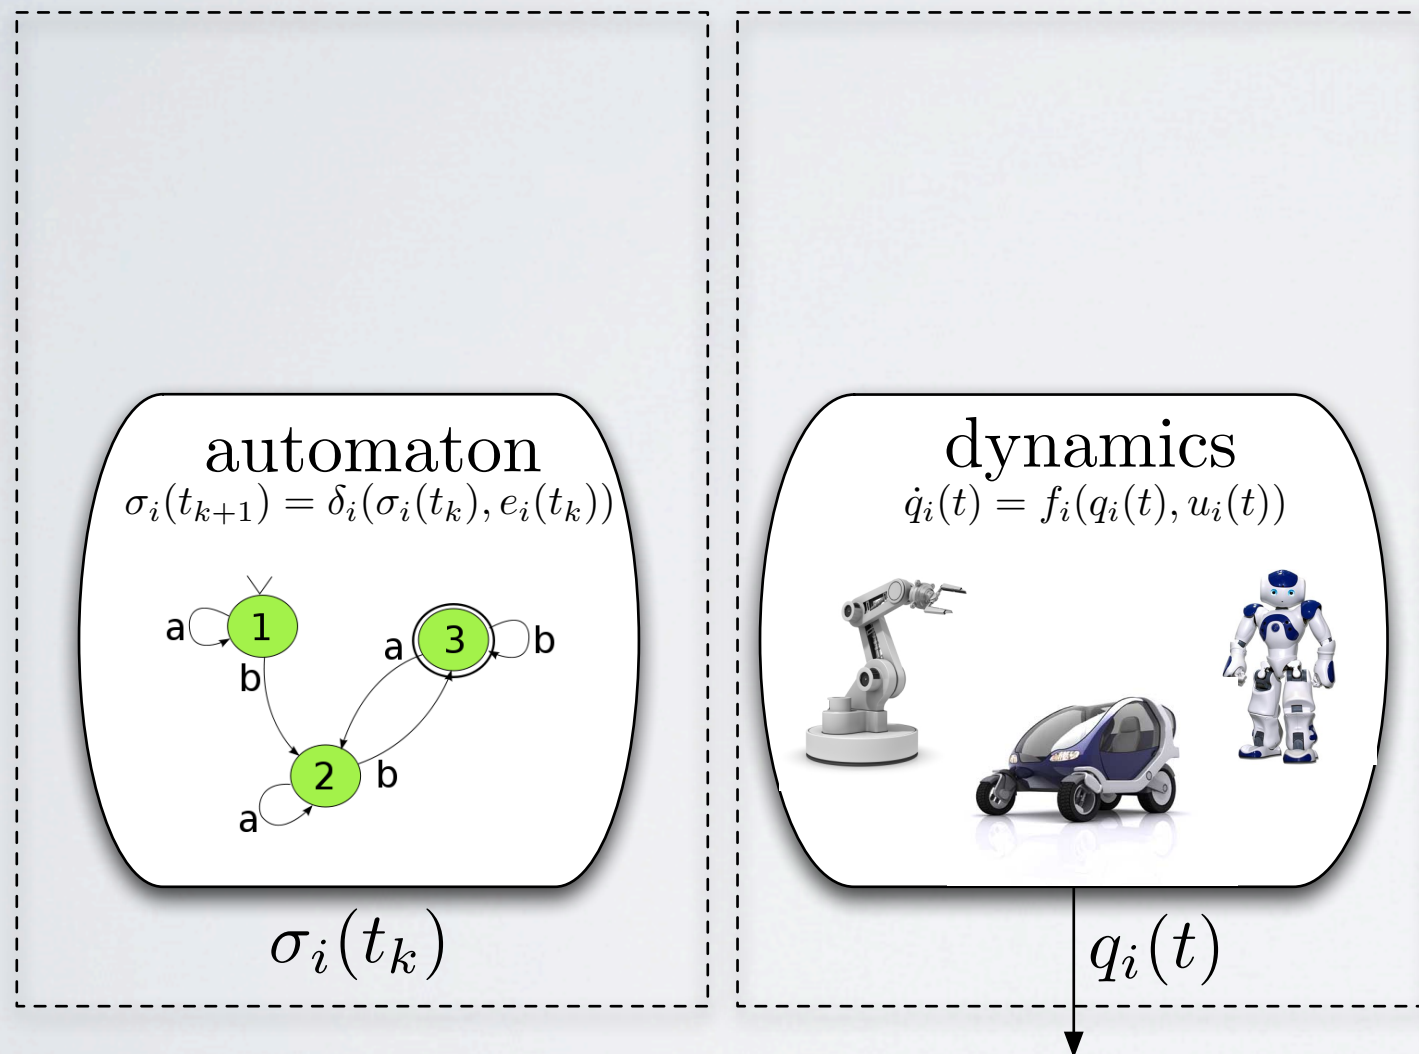 automaton
σᵢ(tₖ₊₁) = δᵢ(σᵢ(tₖ), eᵢ(tₖ))
a
1
b
a
3
b
2
b
a
σᵢ(tₖ)
dynamics
q̇ᵢ(t) = fᵢ(qᵢ(t), uᵢ(t))
qᵢ(t)